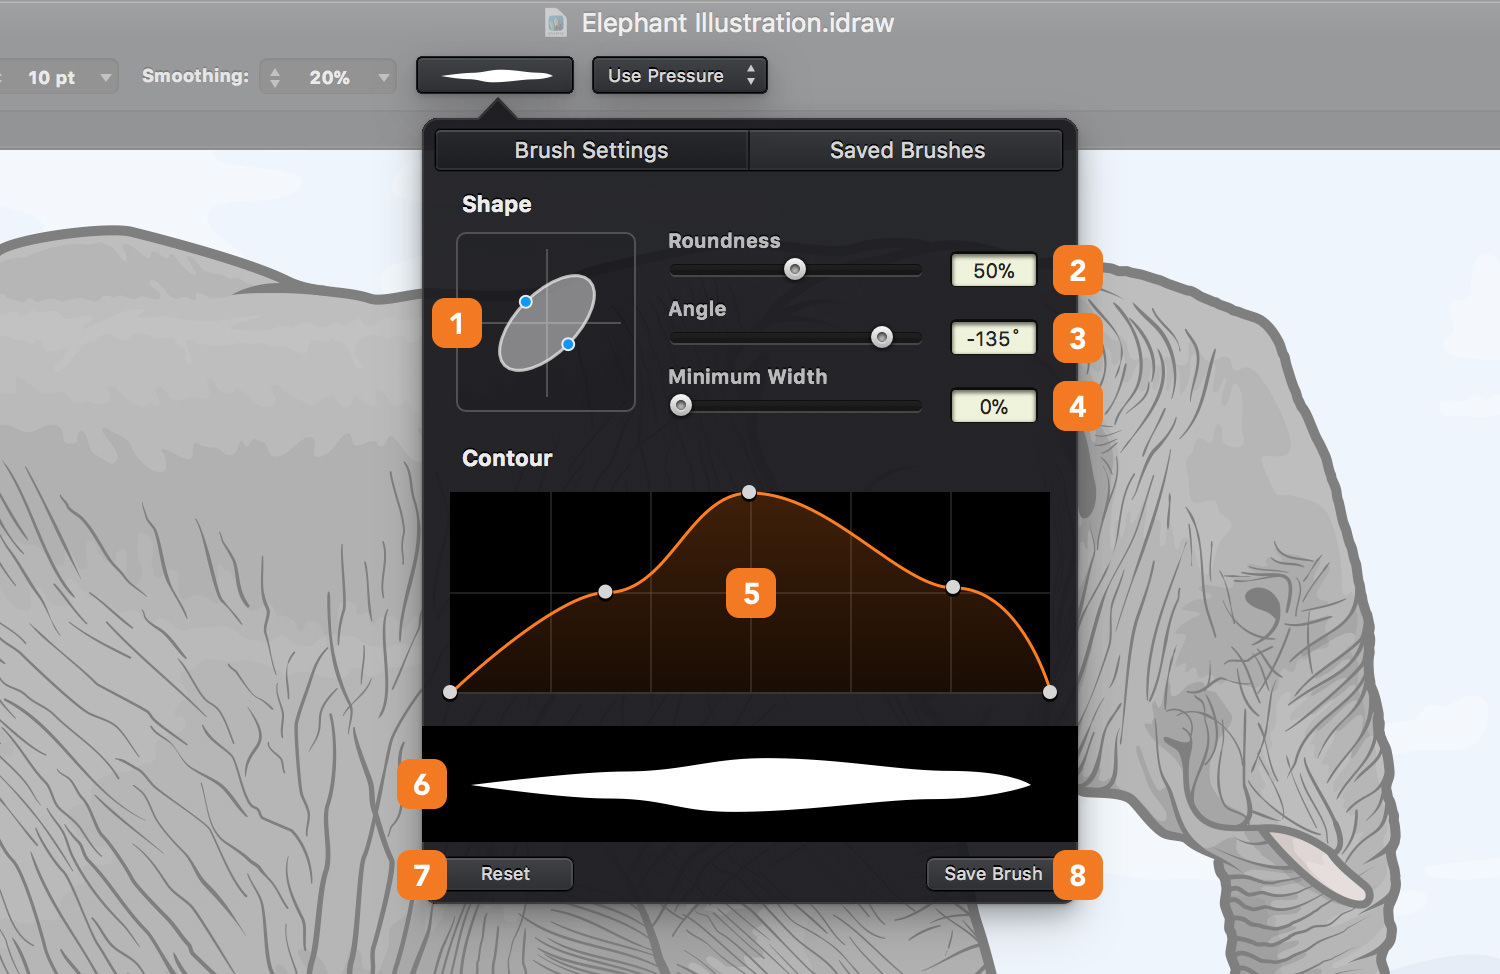 Elephant Illustration.idraw
10 pt
Smoothing:
20%
Use Pressure
Brush Settings
Saved Brushes
Shape
Roundness
50%
2
1
Angle
-135°
3
Minimum Width
0%
4
Contour
5
6
7
Reset
Save Brush
8